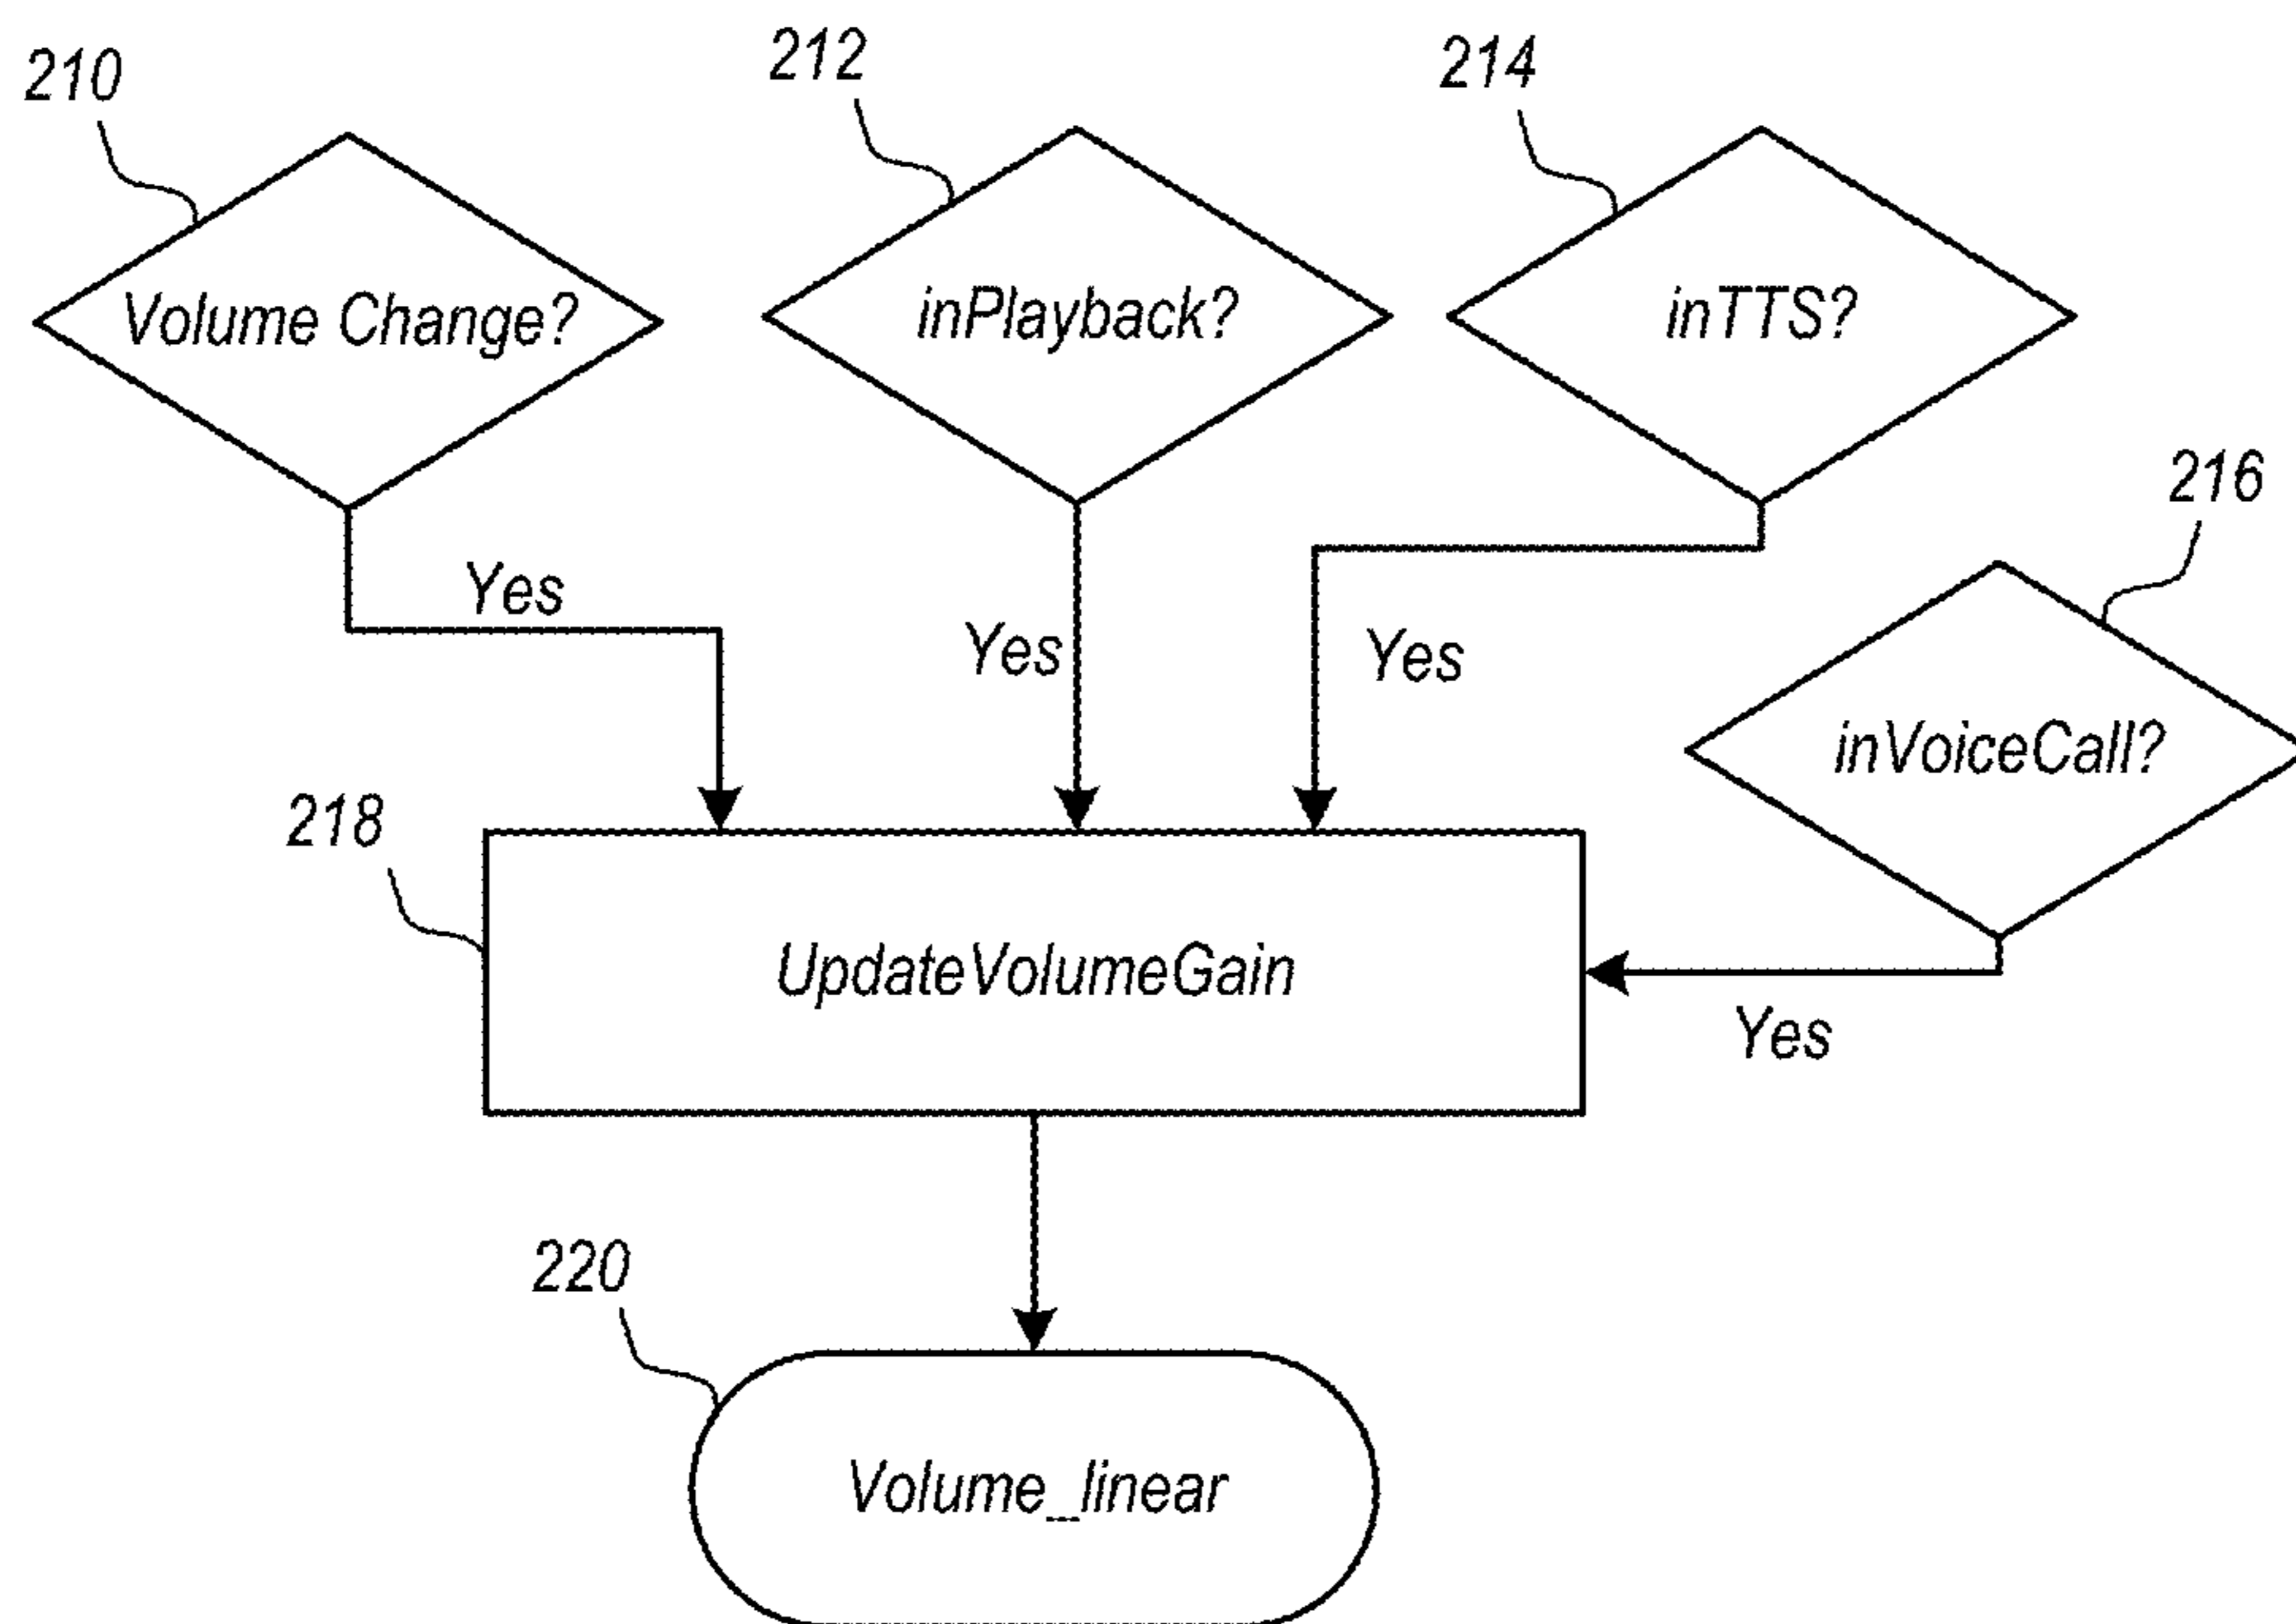 210
212
214
Volume Change?
inPlayback?
inTTS?
216
Yes
Yes
Yes
inVoiceCall?
218
UpdateVolumeGain
Yes
220
Volume_linear